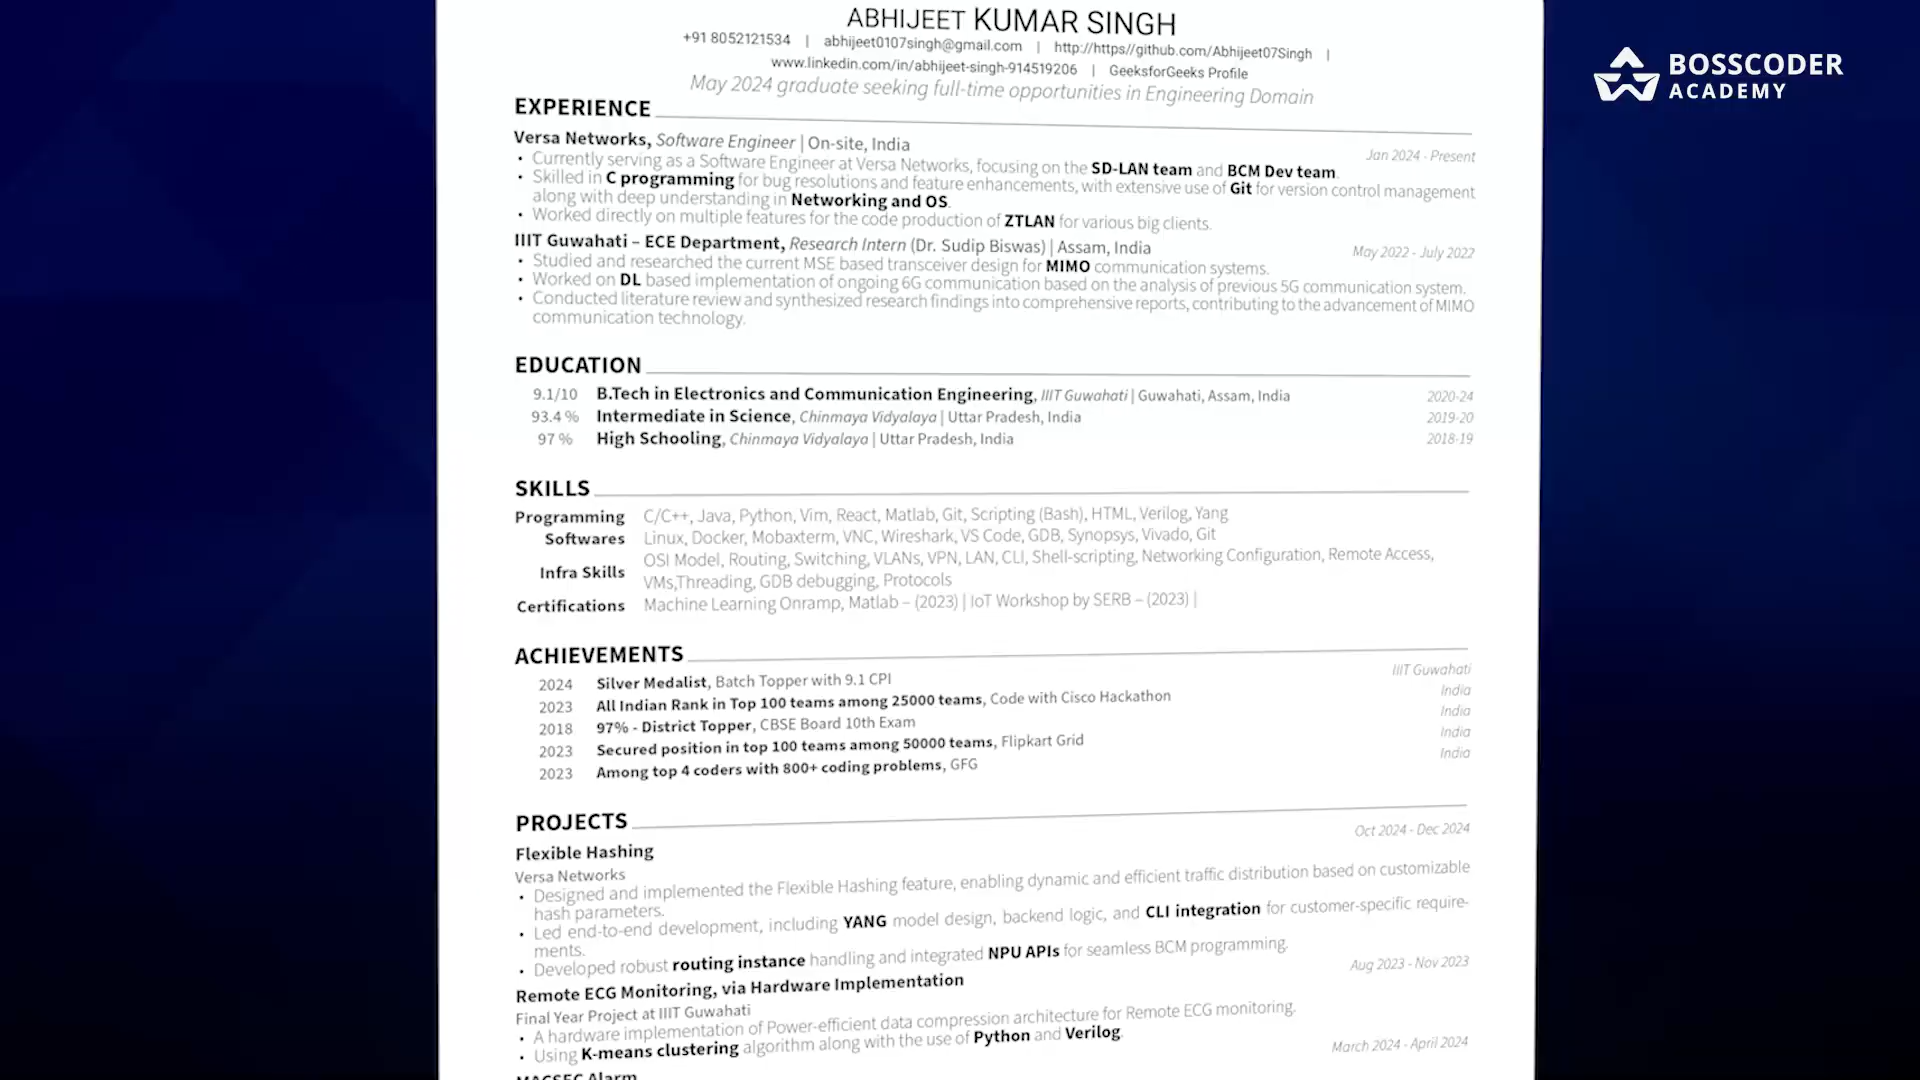 ABHIJEET KUMAR SINGH
+91 8052121534 | abhijeet0107singh@gmail.com | http://https//github.com/Abhijeet07Singh |
www.linkedin.com/in/abhijeet-singh-914519206 | GeeksforGeeks Profile
May 2024 graduate seeking full-time opportunities in Engineering Domain
BOSSCODER
ACADEMY
EXPERIENCE
Versa Networks, Software Engineer | On-site, India Jan 2024 - Present
• Currently serving as a Software Engineer at Versa Networks, focusing on the SD-LAN team and BCM Dev team.
• Skilled in C programming for bug resolutions and feature enhancements, with extensive use of Git for version control management
along with deep understanding in Networking and OS.
• Worked directly on multiple features for the code production of ZTLAN for various big clients.
IIIT Guwahati – ECE Department, Research Intern (Dr. Sudip Biswas) | Assam, India May 2022 - July 2022
• Studied and researched the current MSE based transceiver design for MIMO communication systems.
• Worked on DL based implementation of ongoing 6G communication based on the analysis of previous 5G communication system.
• Conducted literature review and synthesized research findings into comprehensive reports, contributing to the advancement of MIMO
communication technology.
EDUCATION
9.1/10 B.Tech in Electronics and Communication Engineering, IIIT Guwahati | Guwahati, Assam, India 2020-24
93.4 % Intermediate in Science, Chinmaya Vidyalaya | Uttar Pradesh, India 2019-20
97 % High Schooling, Chinmaya Vidyalaya | Uttar Pradesh, India 2018-19
SKILLS
Programming C/C++, Java, Python, Vim, React, Matlab, Git, Scripting (Bash), HTML, Verilog, Yang
Softwares Linux, Docker, Mobaxterm, VNC, Wireshark, VS Code, GDB, Synopsys, Vivado, Git
Infra Skills OSI Model, Routing, Switching, VLANs, VPN, LAN, CLI, Shell-scripting, Networking Configuration, Remote Access,
VMs,Threading, GDB debugging, Protocols
Certifications Machine Learning Onramp, Matlab – (2023) | IoT Workshop by SERB – (2023) |
ACHIEVEMENTS
2024 Silver Medalist, Batch Topper with 9.1 CPI IIIT Guwahati
2023 All Indian Rank in Top 100 teams among 25000 teams, Code with Cisco Hackathon India
2018 97% - District Topper, CBSE Board 10th Exam India
2023 Secured position in top 100 teams among 50000 teams, Flipkart Grid India
2023 Among top 4 coders with 800+ coding problems, GFG India
PROJECTS
Flexible Hashing Oct 2024 - Dec 2024
Versa Networks
• Designed and implemented the Flexible Hashing feature, enabling dynamic and efficient traffic distribution based on customizable
hash parameters.
• Led end-to-end development, including YANG model design, backend logic, and CLI integration for customer-specific require-
ments.
• Developed robust routing instance handling and integrated NPU APIs for seamless BCM programming.
Remote ECG Monitoring, via Hardware Implementation Aug 2023 - Nov 2023
Final Year Project at IIIT Guwahati
• A hardware implementation of Power-efficient data compression architecture for Remote ECG monitoring.
• Using K-means clustering algorithm along with the use of Python and Verilog.
MACSEC Alarm March 2024 - April 2024